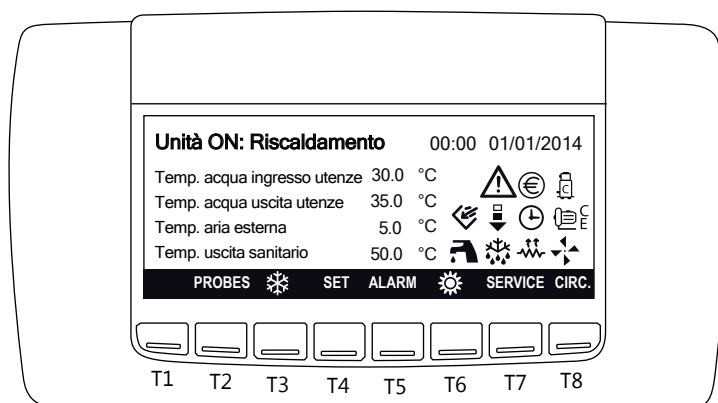 Unità ON: Riscaldamento 00:00 01/01/2014
Temp. acqua ingresso utenze 30.0 °C
Temp. acqua uscita utenze 35.0 °C
Temp. aria esterna 5.0 °C
Temp. uscita sanitario 50.0 °C
€ C
C
E
PROBES SET ALARM SERVICE CIRC.
T1 T2 T3 T4 T5 T6 T7 T8